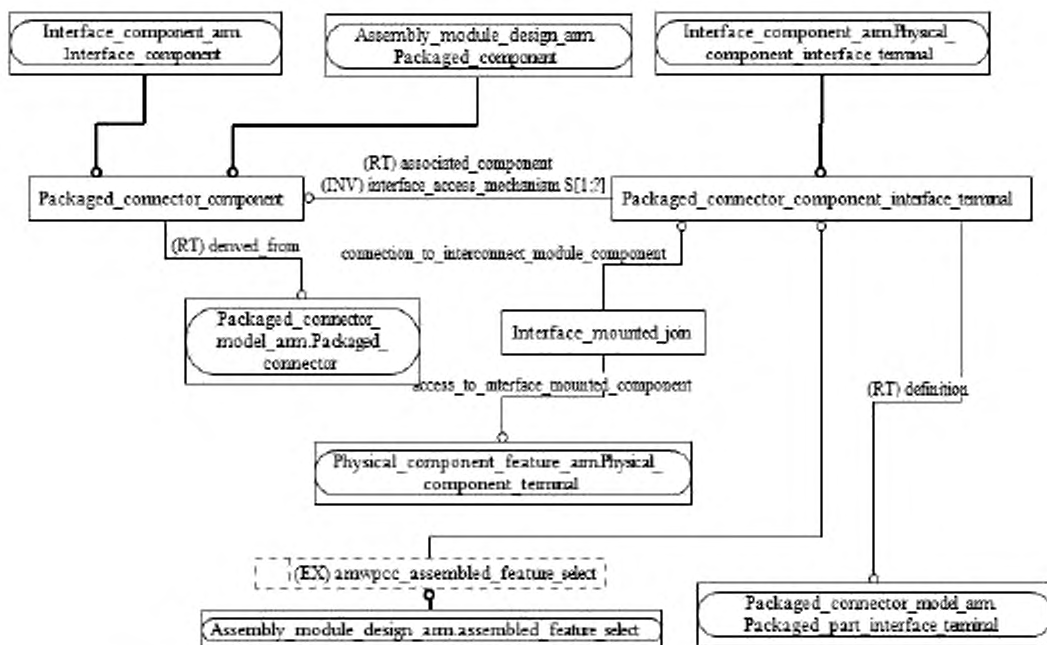 Interface_component_arm.
Interface_component
Assembly_module_design_arm.
Packaged_component
Interface_component_arm.Physical_
component_interface_terminal
(RT) associated_component
(INV) interface_access_mechanism S[1:?]
Packaged_connector_component
Packaged_connector_component_interface_terminal
(RT) derived_from
connection_to_interconnect_module_component
Packaged_connector_
model_arm.Packaged_
connector
Interface_mounted_join
access_to_interface_mounted_component
(RT) definition
Physical_component_feature_arm.Physical_
component_terminal
(EX) amwpcc_assembled_feature_select
Assembly_module_design_arm.assembled_feature_select
Packaged_connector_model_arm.
Packaged_part_interface_terminal